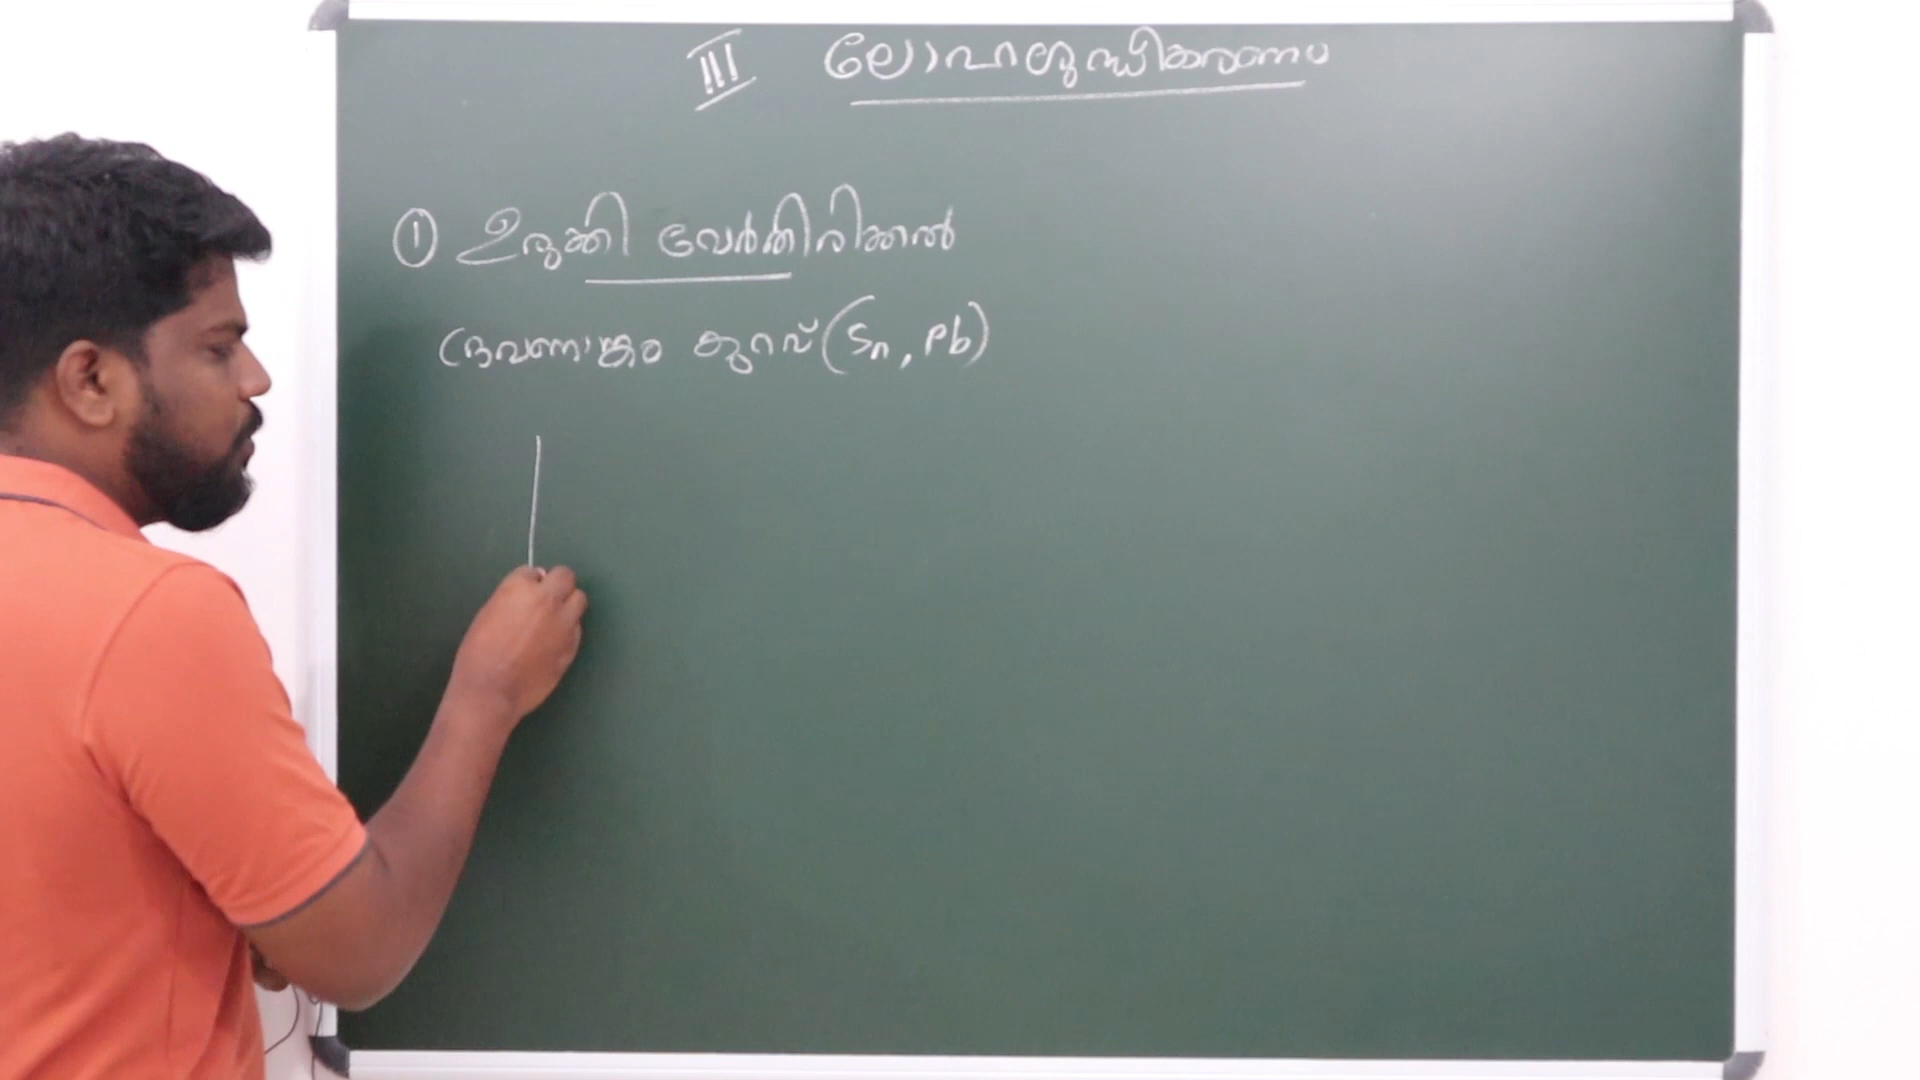 III ലോഹശുദ്ധീകരണം
① ഉരുക്കി വേർതിരിക്കൽ
ദ്രവണാങ്കം കുറവ് (Sn, Pb)